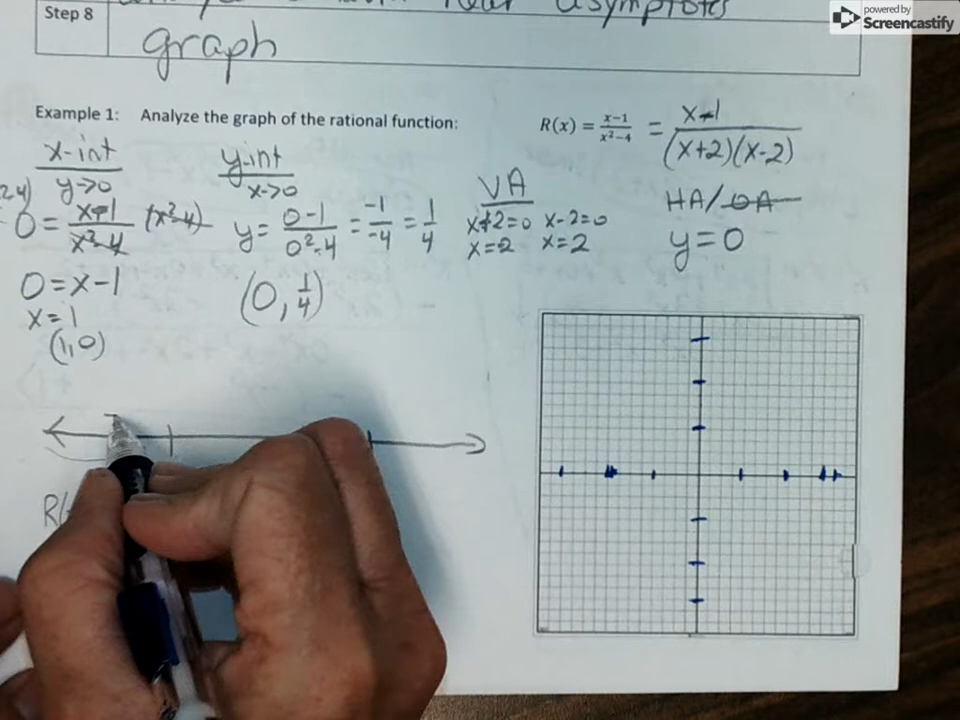 powered by
Screencastify
Step 8
asymptotes
graph
Example 1: Analyze the graph of the rational function:
R(x) = x-1 / x²-4 = x-1 / (x+2)(x-2)
x-int
y→0
0 = x-1 / x²-4 (x²-4)
0 = x-1
x = 1
(1,0)
y-int
x→0
y = 0-1 / 0²-4 = -1 / -4 = 1/4
(0, 1/4)
VA
x+2=0 x-2=0
x=-2 x=2
HA/OA
y=0